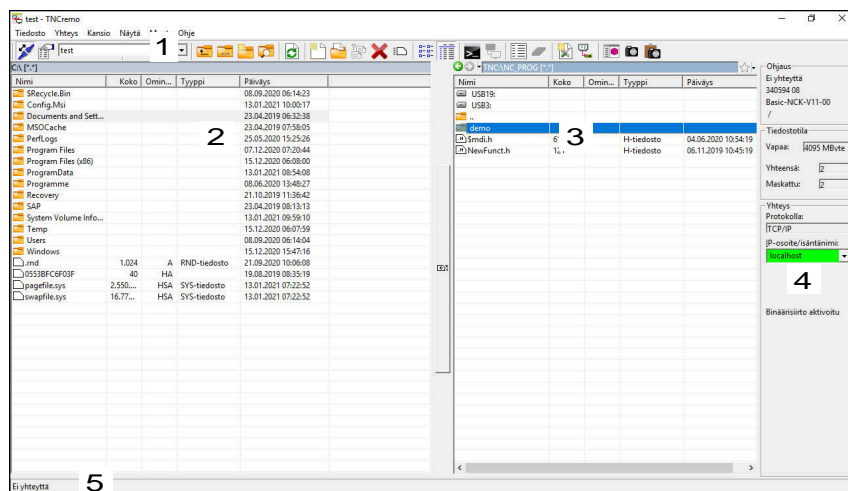 test - TNCremo
Tiedosto Yhteys Kansio Näytä Ohje
1
test
C:\ [*.*]
Nimi Koko Omin... Tyyppi Päiväys
$Recycle.Bin 08.09.2020 06:14:23
Config.Msi 13.01.2021 10:00:17
Documents and Sett... 23.04.2019 06:32:38
MSOCache 23.04.2019 07:58:05
PerfLogs 25.05.2020 15:25:26
Program Files 07.12.2020 07:20:44
Program Files (x86) 15.12.2020 06:08:00
ProgramData 13.01.2021 08:54:08
Programme 08.06.2020 13:48:27
Recovery 21.10.2019 11:36:42
SAP 23.04.2019 08:13:13
System Volume Info... 13.01.2021 09:59:10
Temp 15.12.2020 06:07:59
Users 08.09.2020 06:14:04
Windows 15.12.2020 15:47:16
.rnd 1.024 A RND-tiedosto 21.09.2020 10:06:08
0553BFC6F03F 40 HA 19.08.2019 08:35:19
pagefile.sys 2.550.... HSA SYS-tiedosto 13.01.2021 07:22:52
swapfile.sys 16.77... HSA SYS-tiedosto 13.01.2021 07:22:52
2
TNC:\NC_PROG [*.*]
Nimi Koko Omin... Tyyppi Päiväys
USB19:
USB3:
..
demo
$mdi.h H-tiedosto 04.06.2020 10:54:19
NewFunct.h H-tiedosto 06.11.2019 10:45:19
3
Ohjaus
Ei yhteyttä
340594 08
Basic-NCK-V11-00
/
Tiedostotila
Vapaa: 4095 MByte
Yhteensä: 2
Maskattu: 2
Yhteys
Protokolla:
TCP/IP
IP-osoite/isäntänimi:
localhost
4
Binäärisiirto aktivoitu
Ei yhteyttä
5